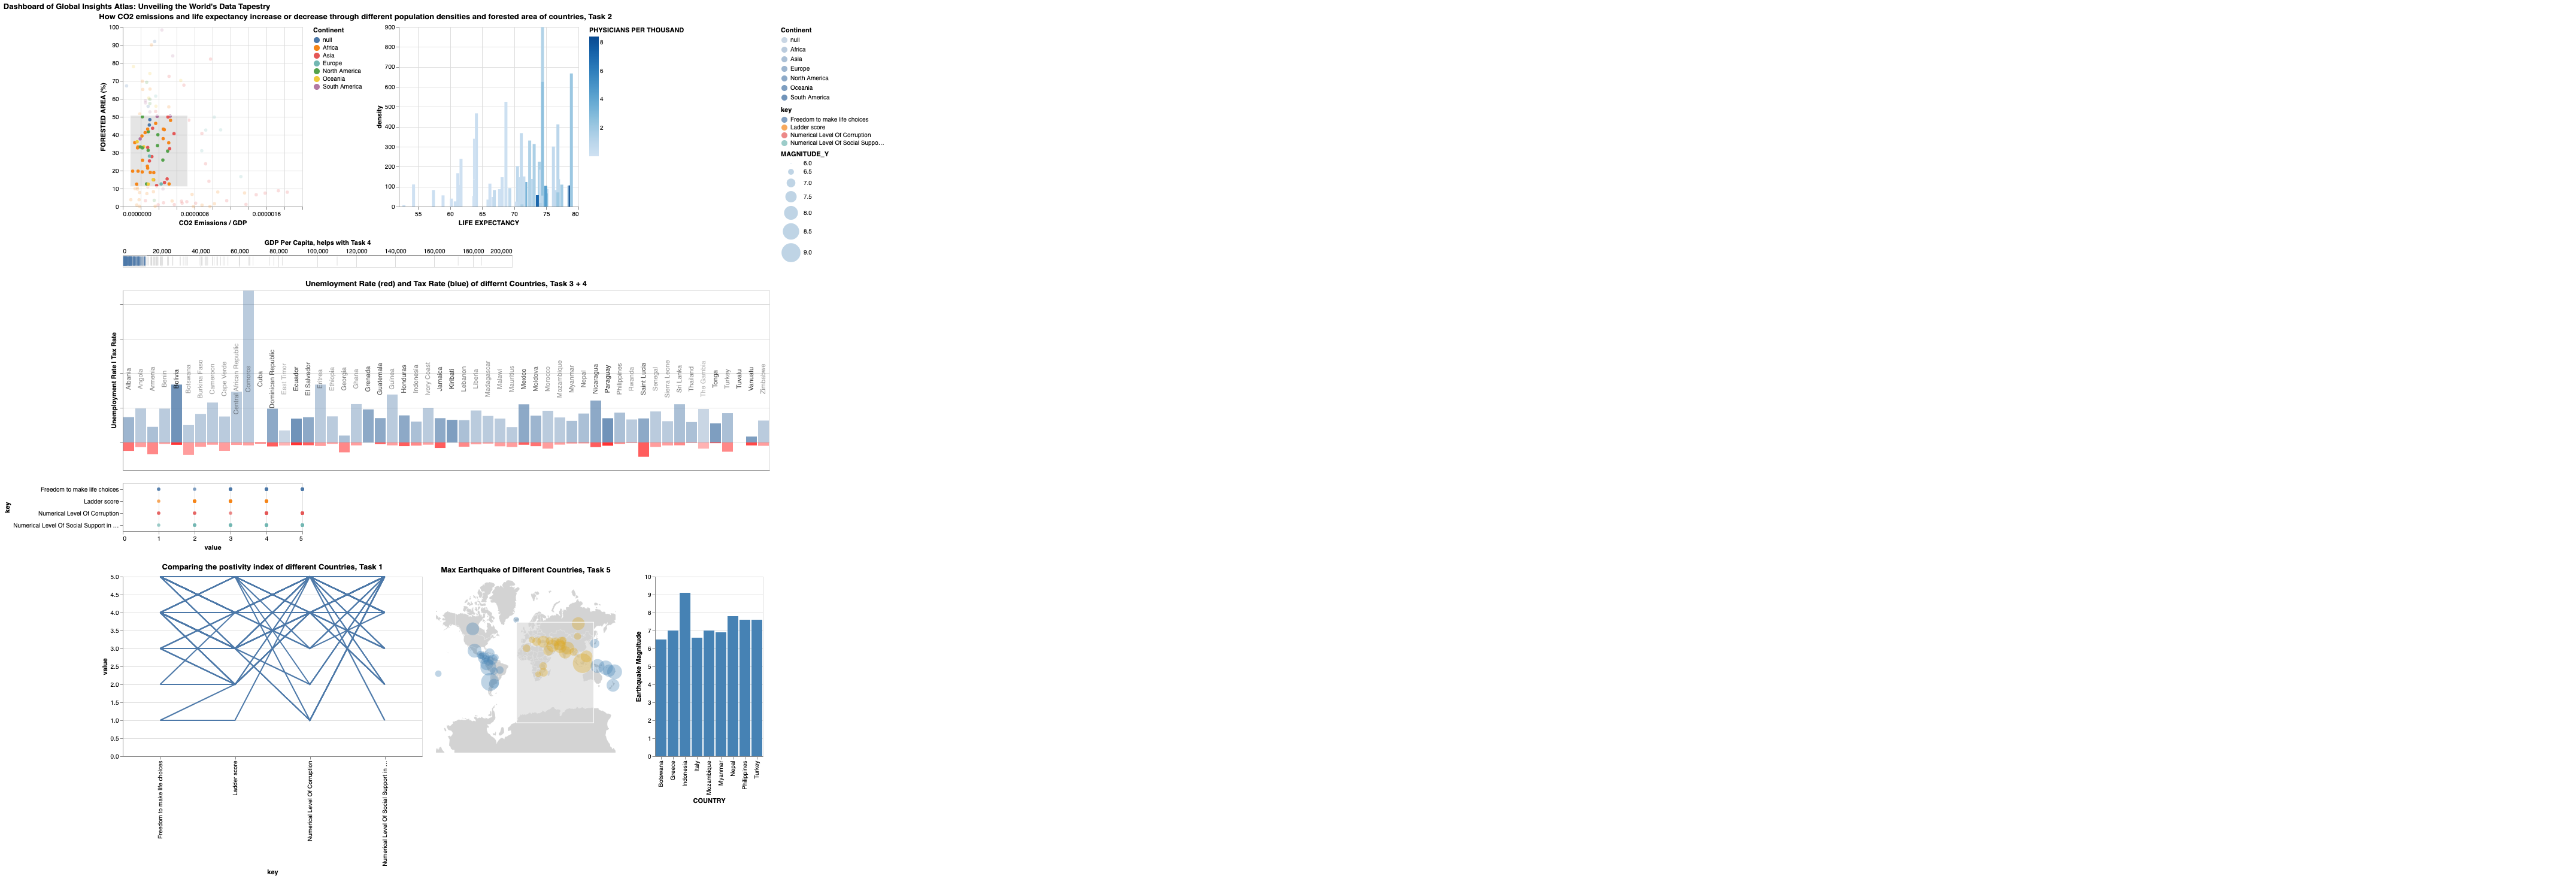 Dashboard of Global Insights Atlas: Unveiling the World's Data Tapestry
How CO2 emissions and life expectancy increase or decrease through different population densities and forested area of countries, Task 2
100
90
80
70
60
50
40
30
20
10
0
FORESTED AREA (%)
0.0000000 0.0000008 0.0000016
CO2 Emissions / GDP
Continent
null
Africa
Asia
Europe
North America
Oceania
South America
900
800
700
600
500
400
300
200
100
0
density
55 60 65 70 75 80
LIFE EXPECTANCY
PHYSICIANS PER THOUSAND
8
6
4
2
Continent
null
Africa
Asia
Europe
North America
Oceania
South America
key
Freedom to make life choices
Ladder score
Numerical Level Of Corruption
Numerical Level Of Social Suppo…
MAGNITUDE_Y
6.0
6.5
7.0
7.5
8.0
8.5
9.0
GDP Per Capita, helps with Task 4
0 20,000 40,000 60,000 80,000 100,000 120,000 140,000 160,000 180,000 200,000
Unemloyment Rate (red) and Tax Rate (blue) of differnt Countries, Task 3 + 4
Unemployment Rate | Tax Rate
Albania
Angola
Armenia
Benin
Bolivia
Botswana
Burkina Faso
Cameroon
Cape Verde
Central African Republic
Comoros
Cuba
Dominican Republic
East Timor
Ecuador
El Salvador
Eritrea
Ethiopia
Georgia
Ghana
Grenada
Guatemala
Guinea
Honduras
Indonesia
Ivory Coast
Jamaica
Kiribati
Lebanon
Liberia
Madagascar
Malawi
Mauritius
Mexico
Moldova
Morocco
Mozambique
Myanmar
Nepal
Nicaragua
Paraguay
Philippines
Rwanda
Saint Lucia
Senegal
Sierra Leone
Sri Lanka
Thailand
The Gambia
Tonga
Turkey
Tuvalu
Vanuatu
Zimbabwe
key
Freedom to make life choices
Ladder score
Numerical Level Of Corruption
Numerical Level Of Social Support in …
0 1 2 3 4 5
value
Comparing the postivity index of different Countries, Task 1
5.0
4.5
4.0
3.5
3.0
2.5
2.0
1.5
1.0
0.5
0.0
value
Freedom to make life choices
Ladder score
Numerical Level Of Corruption
Numerical Level Of Social Support in …
key
Max Earthquake of Different Countries, Task 5
10
9
8
7
6
5
4
3
2
1
0
Earthquake Magnitude
Botswana
Greece
Indonesia
Italy
Mozambique
Myanmar
Nepal
Philippines
Turkey
COUNTRY